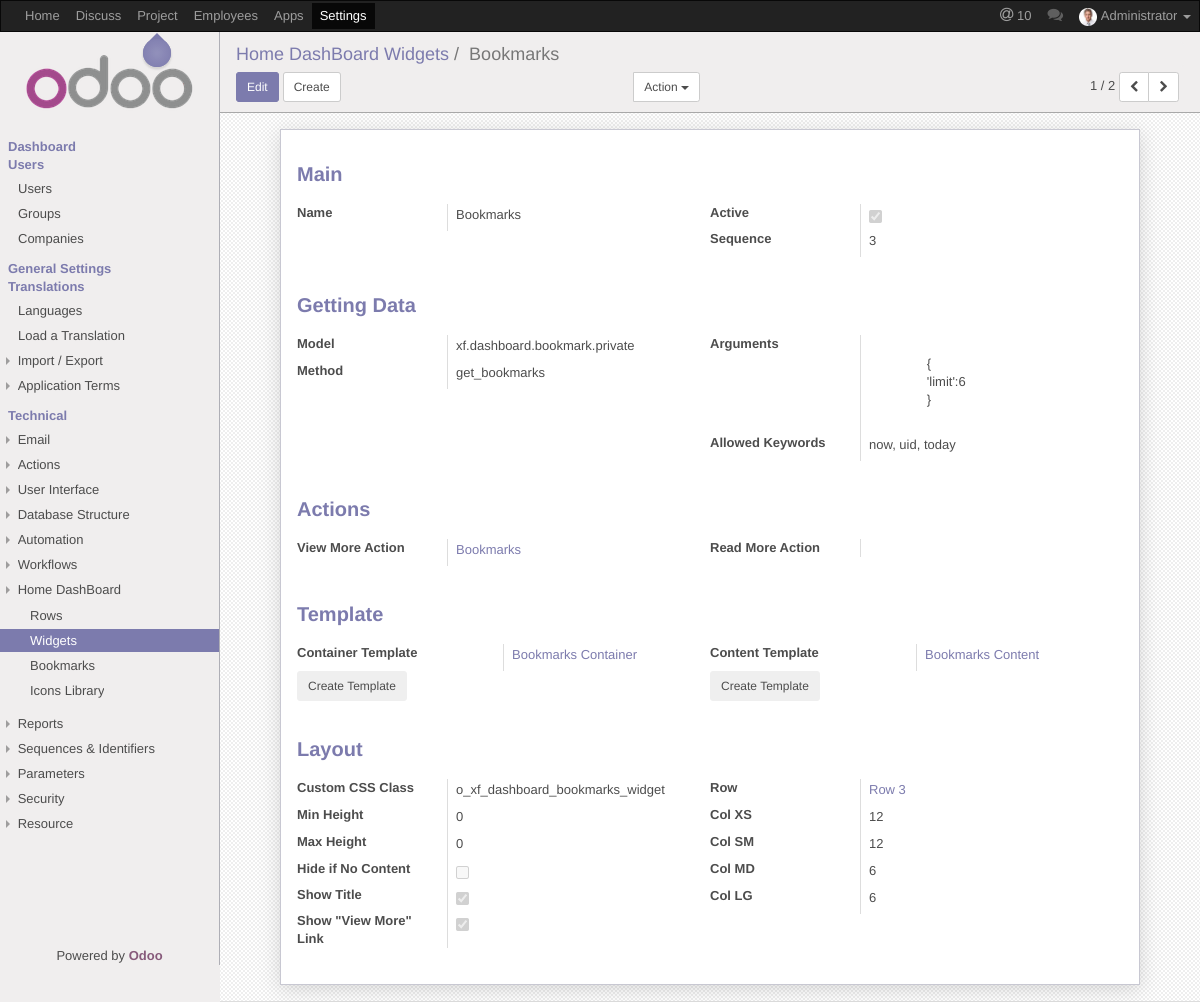 Home Discuss Project Employees Apps Settings @ 10 Administrator
odoo
Home DashBoard Widgets / Bookmarks
Edit Create Action 1 / 2
Dashboard
Users
Users
Groups
Companies
General Settings
Translations
Languages
Load a Translation
Import / Export
Application Terms
Technical
Email
Actions
User Interface
Database Structure
Automation
Workflows
Home DashBoard
Rows
Widgets
Bookmarks
Icons Library
Reports
Sequences & Identifiers
Parameters
Security
Resource
Powered by Odoo
Main
Name Bookmarks Active
Sequence 3
Getting Data
Model xf.dashboard.bookmark.private Arguments
Method get_bookmarks
{
'limit':6
}
Allowed Keywords now, uid, today
Actions
View More Action Bookmarks Read More Action
Template
Container Template Bookmarks Container Content Template Bookmarks Content
Create Template Create Template
Layout
Custom CSS Class o_xf_dashboard_bookmarks_widget Row Row 3
Min Height 0 Col XS 12
Max Height 0 Col SM 12
Hide if No Content Col MD 6
Show Title Col LG 6
Show "View More"
Link